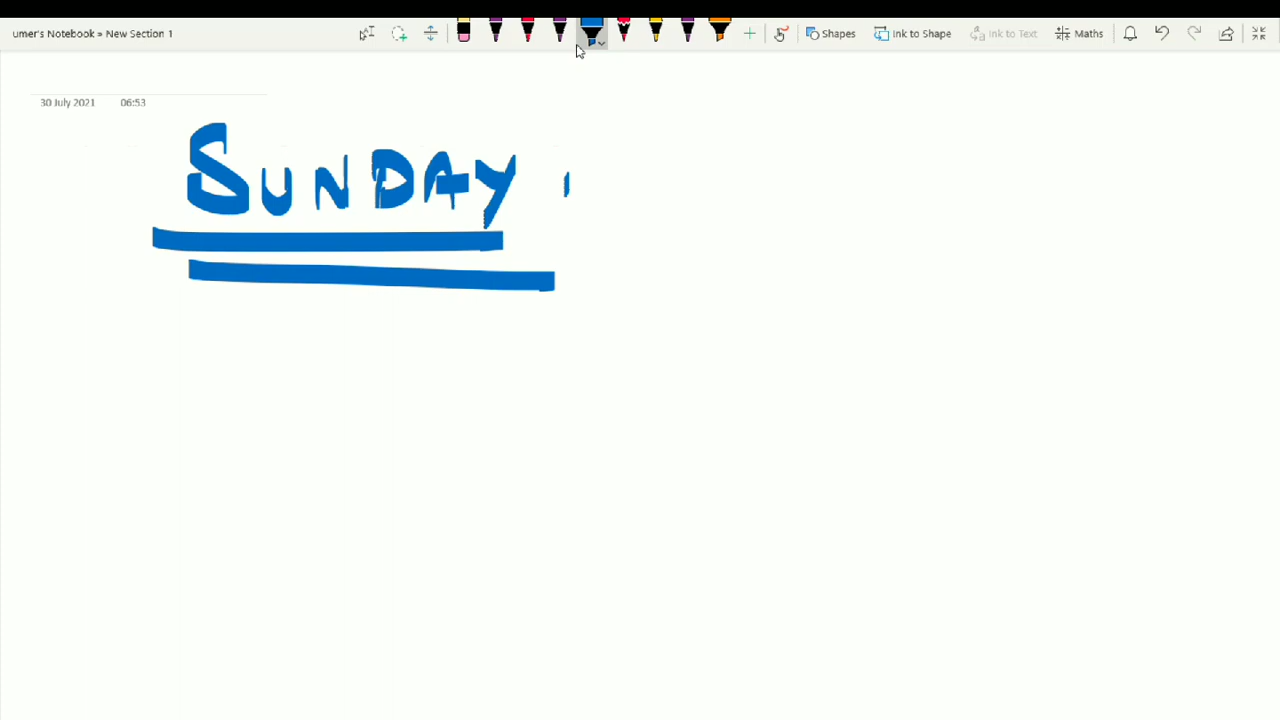 umer's Notebook » New Section 1
Shapes
Ink to Shape
Ink to Text
Maths
30 July 2021 06:53
SUNDAY